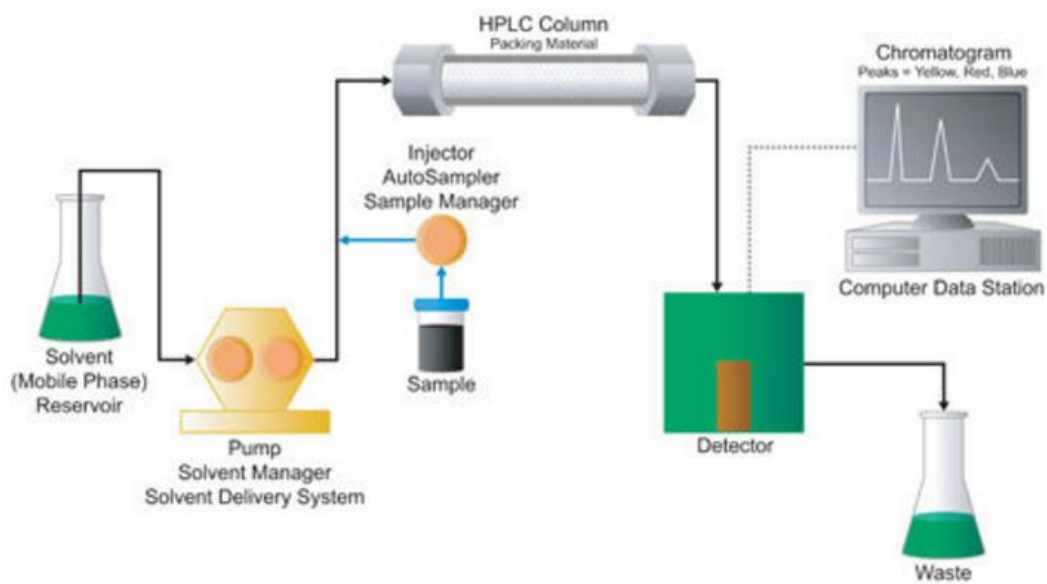 HPLC Column
Packing Material
Chromatogram
Peaks = Yellow, Red, Blue
Injector
AutoSampler
Sample Manager
Computer Data Station
Solvent
(Mobile Phase)
Reservoir
Sample
Pump
Solvent Manager
Solvent Delivery System
Detector
Waste